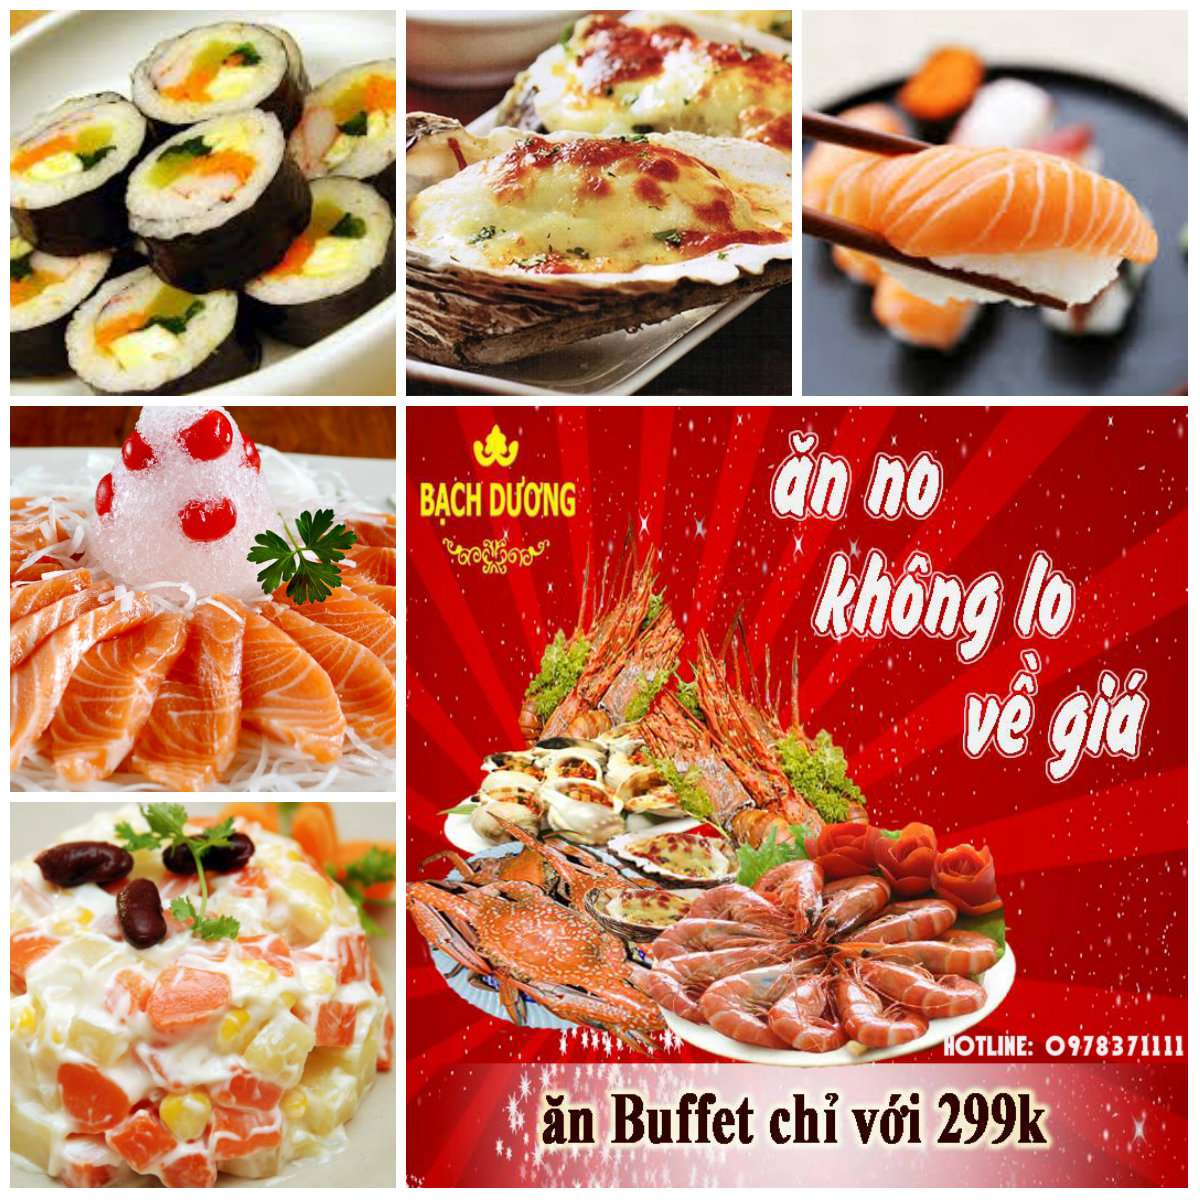 BẠCH DƯƠNG
ăn no
không lo
về giá
HOTLINE: 0978371111
ăn Buffet chỉ với 299k